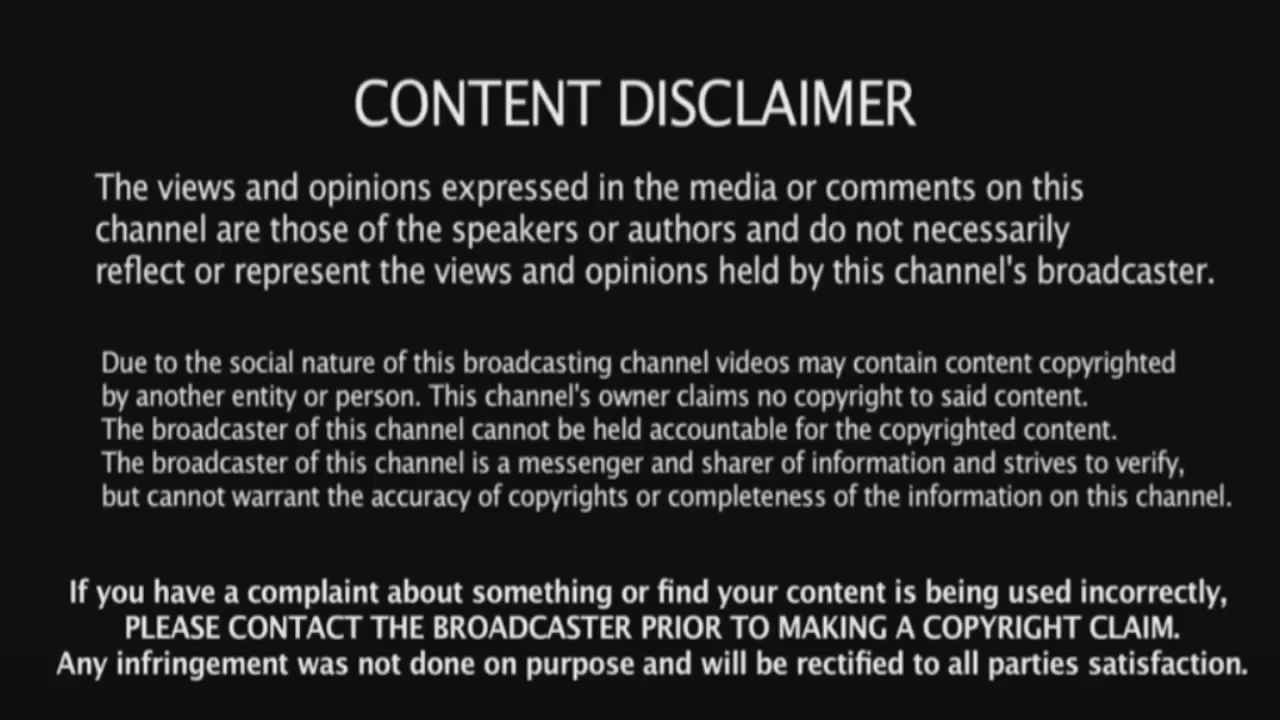 CONTENT DISCLAIMER
The views and opinions expressed in the media or comments on this
channel are those of the speakers or authors and do not necessarily
reflect or represent the views and opinions held by this channel's broadcaster.
Due to the social nature of this broadcasting channel videos may contain content copyrighted
by another entity or person. This channel's owner claims no copyright to said content.
The broadcaster of this channel cannot be held accountable for the copyrighted content.
The broadcaster of this channel is a messenger and sharer of information and strives to verify,
but cannot warrant the accuracy of copyrights or completeness of the information on this channel.
If you have a complaint about something or find your content is being used incorrectly,
PLEASE CONTACT THE BROADCASTER PRIOR TO MAKING A COPYRIGHT CLAIM.
Any infringement was not done on purpose and will be rectified to all parties satisfaction.